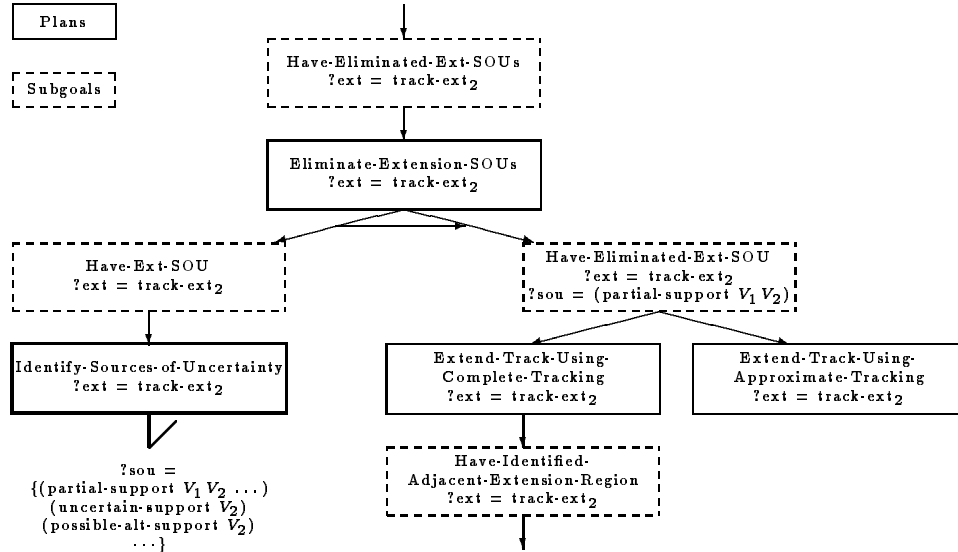 Plans
Subgoals
Have-Eliminated-Ext-SOUs
?ext = track-ext₂
Eliminate-Extension-SOUs
?ext = track-ext₂
Have-Ext-SOU
?ext = track-ext₂
Have-Eliminated-Ext-SOU
?ext = track-ext₂
?sou = (partial-support V₁ V₂)
Identify-Sources-of-Uncertainty
?ext = track-ext₂
Extend-Track-Using-
Complete-Tracking
?ext = track-ext₂
Extend-Track-Using-
Approximate-Tracking
?ext = track-ext₂
?sou =
{(partial-support V₁ V₂ ...)
(uncertain-support V₂)
(possible-alt-support V₂)
...}
Have-Identified-
Adjacent-Extension-Region
?ext = track-ext₂